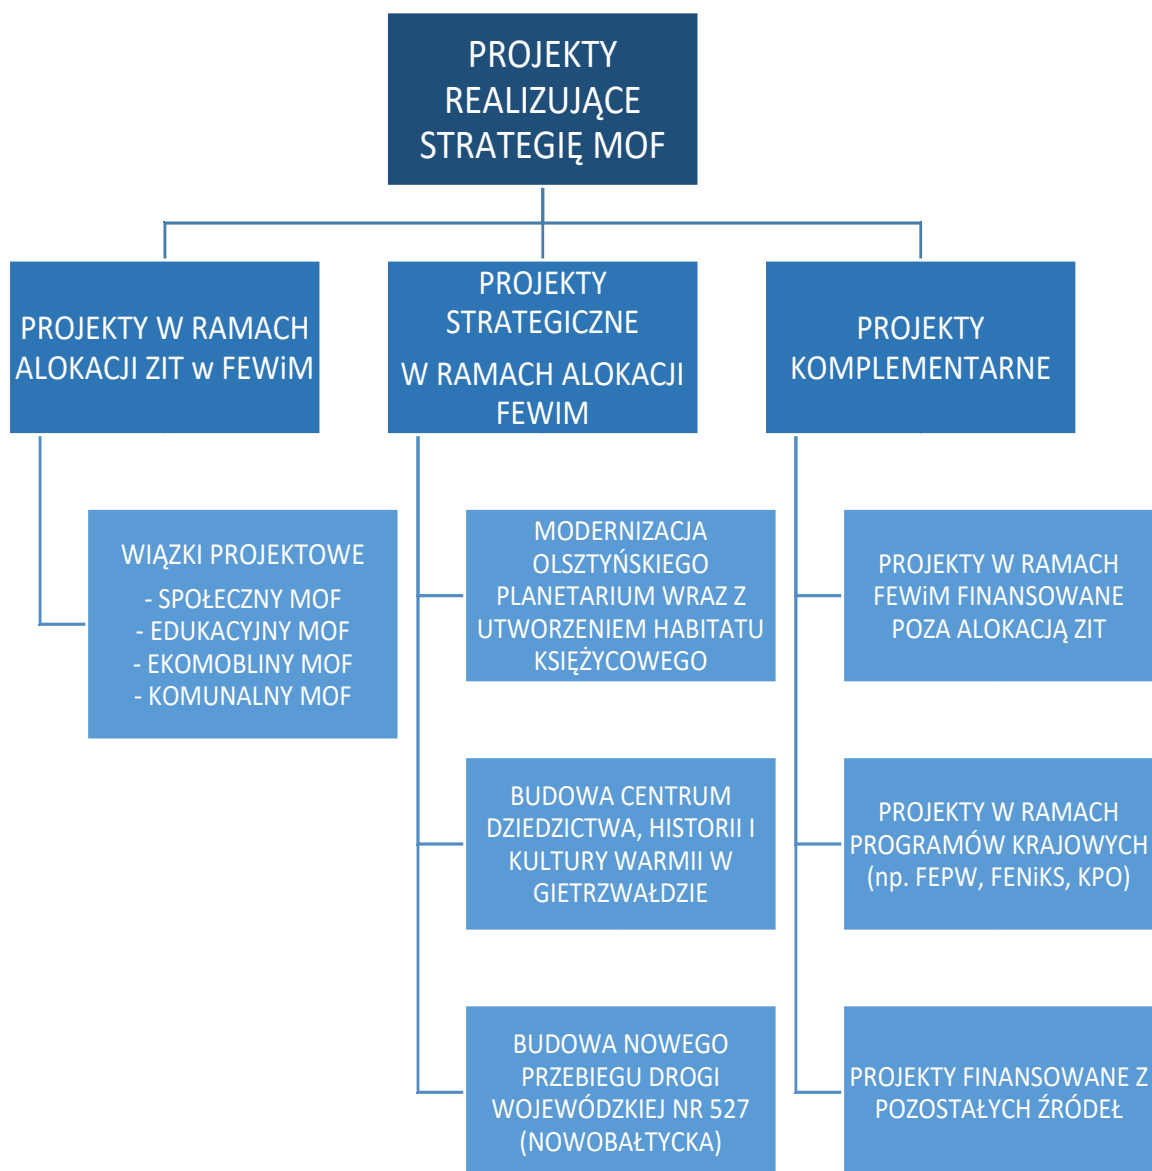 PROJEKTY
REALIZUJĄCE
STRATEGIĘ MOF
PROJEKTY W RAMACH
ALOKACJI ZIT w FEWiM
WIĄZKI PROJEKTOWE
- SPOŁECZNY MOF
- EDUKACYJNY MOF
- EKOMOBLINY MOF
- KOMUNALNY MOF
PROJEKTY
STRATEGICZNE
W RAMACH ALOKACJI
FEWIM
MODERNIZACJA
OLSZTYŃSKIEGO
PLANETARIUM WRAZ Z
UTWORZENIEM HABITATU
KSIĘŻYCOWEGO
BUDOWA CENTRUM
DZIEDZICTWA, HISTORII I
KULTURY WARMII W
GIETRZWAŁDZIE
BUDOWA NOWEGO
PRZEBIEGU DROGI
WOJEWÓDZKIEJ NR 527
(NOWOBAŁTYCKA)
PROJEKTY
KOMPLEMENTARNE
PROJEKTY W RAMACH
FEWiM FINANSOWANE
POZA ALOKACJĄ ZIT
PROJEKTY W RAMACH
PROGRAMÓW KRAJOWYCH
(np. FEPW, FENiKS, KPO)
PROJEKTY FINANSOWANE Z
POZOSTAŁYCH ŹRÓDEŁ